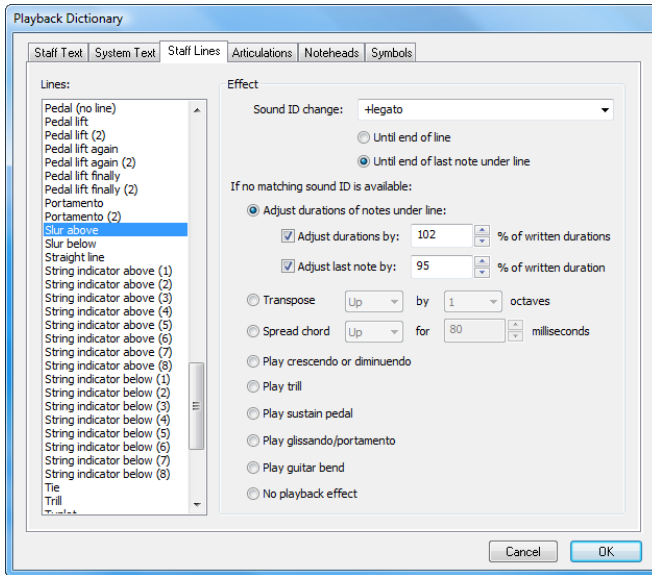 Playback Dictionary
Staff Text System Text Staff Lines Articulations Noteheads Symbols
Lines:
Pedal (no line)
Pedal lift
Pedal lift (2)
Pedal lift again
Pedal lift again (2)
Pedal lift finally
Pedal lift finally (2)
Portamento
Portamento (2)
Slur above
Slur below
Straight line
String indicator above (1)
String indicator above (2)
String indicator above (3)
String indicator above (4)
String indicator above (5)
String indicator above (6)
String indicator above (7)
String indicator above (8)
String indicator below (1)
String indicator below (2)
String indicator below (3)
String indicator below (4)
String indicator below (5)
String indicator below (6)
String indicator below (7)
String indicator below (8)
Tie
Trill
Tuplet
Effect
Sound ID change: +legato
Until end of line
Until end of last note under line
If no matching sound ID is available:
Adjust durations of notes under line:
Adjust durations by: 102 % of written durations
Adjust last note by: 95 % of written duration
Transpose Up by 1 octaves
Spread chord Up for 80 milliseconds
Play crescendo or diminuendo
Play trill
Play sustain pedal
Play glissando/portamento
Play guitar bend
No playback effect
Cancel OK